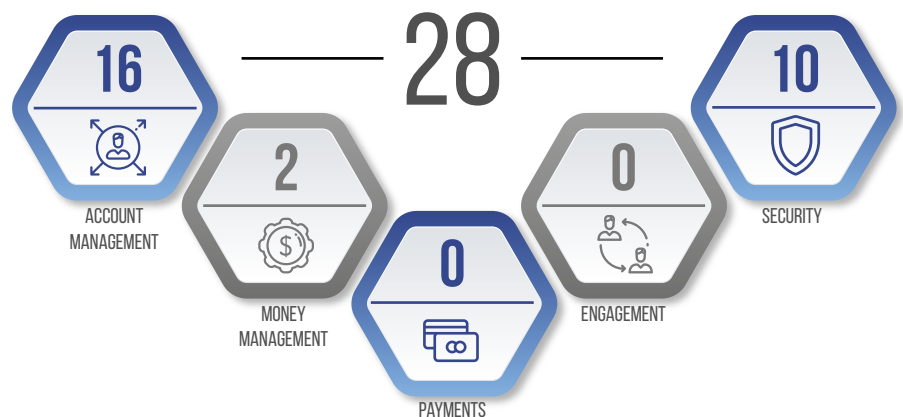 28
16
ACCOUNT
MANAGEMENT
2
$
MONEY
MANAGEMENT
0
PAYMENTS
0
ENGAGEMENT
10
SECURITY